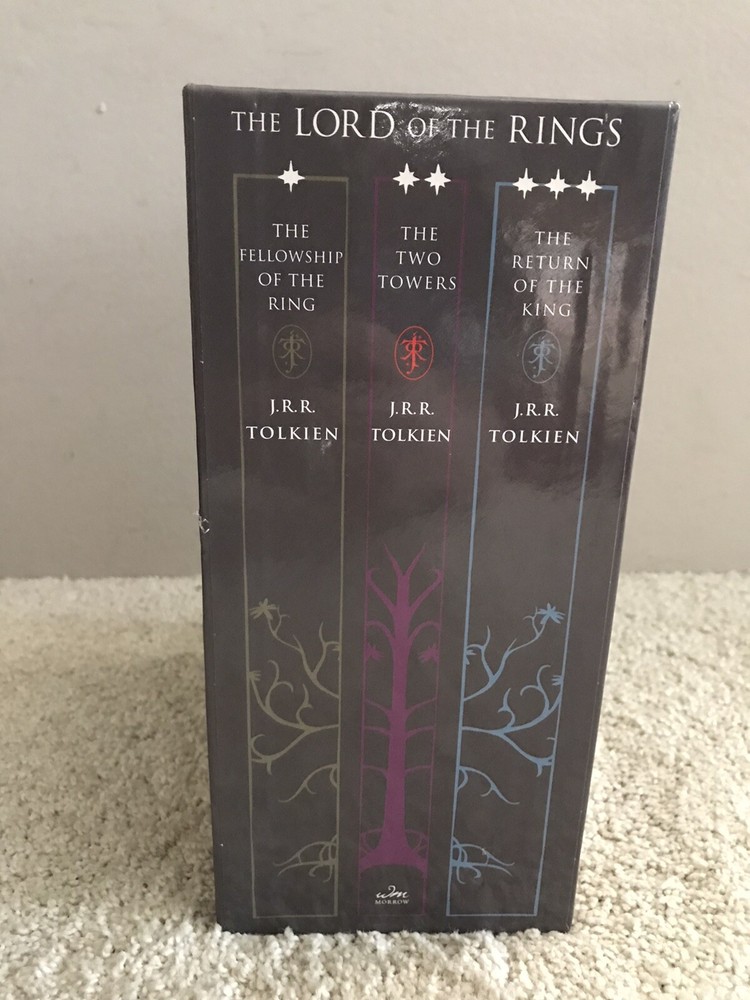 THE LORD OF THE RINGS
THE
FELLOWSHIP
OF THE
RING
J.R.R.
TOLKIEN
THE
TWO
TOWERS
J.R.R.
TOLKIEN
THE
RETURN
OF THE
KING
J.R.R.
TOLKIEN
wm
MORROW